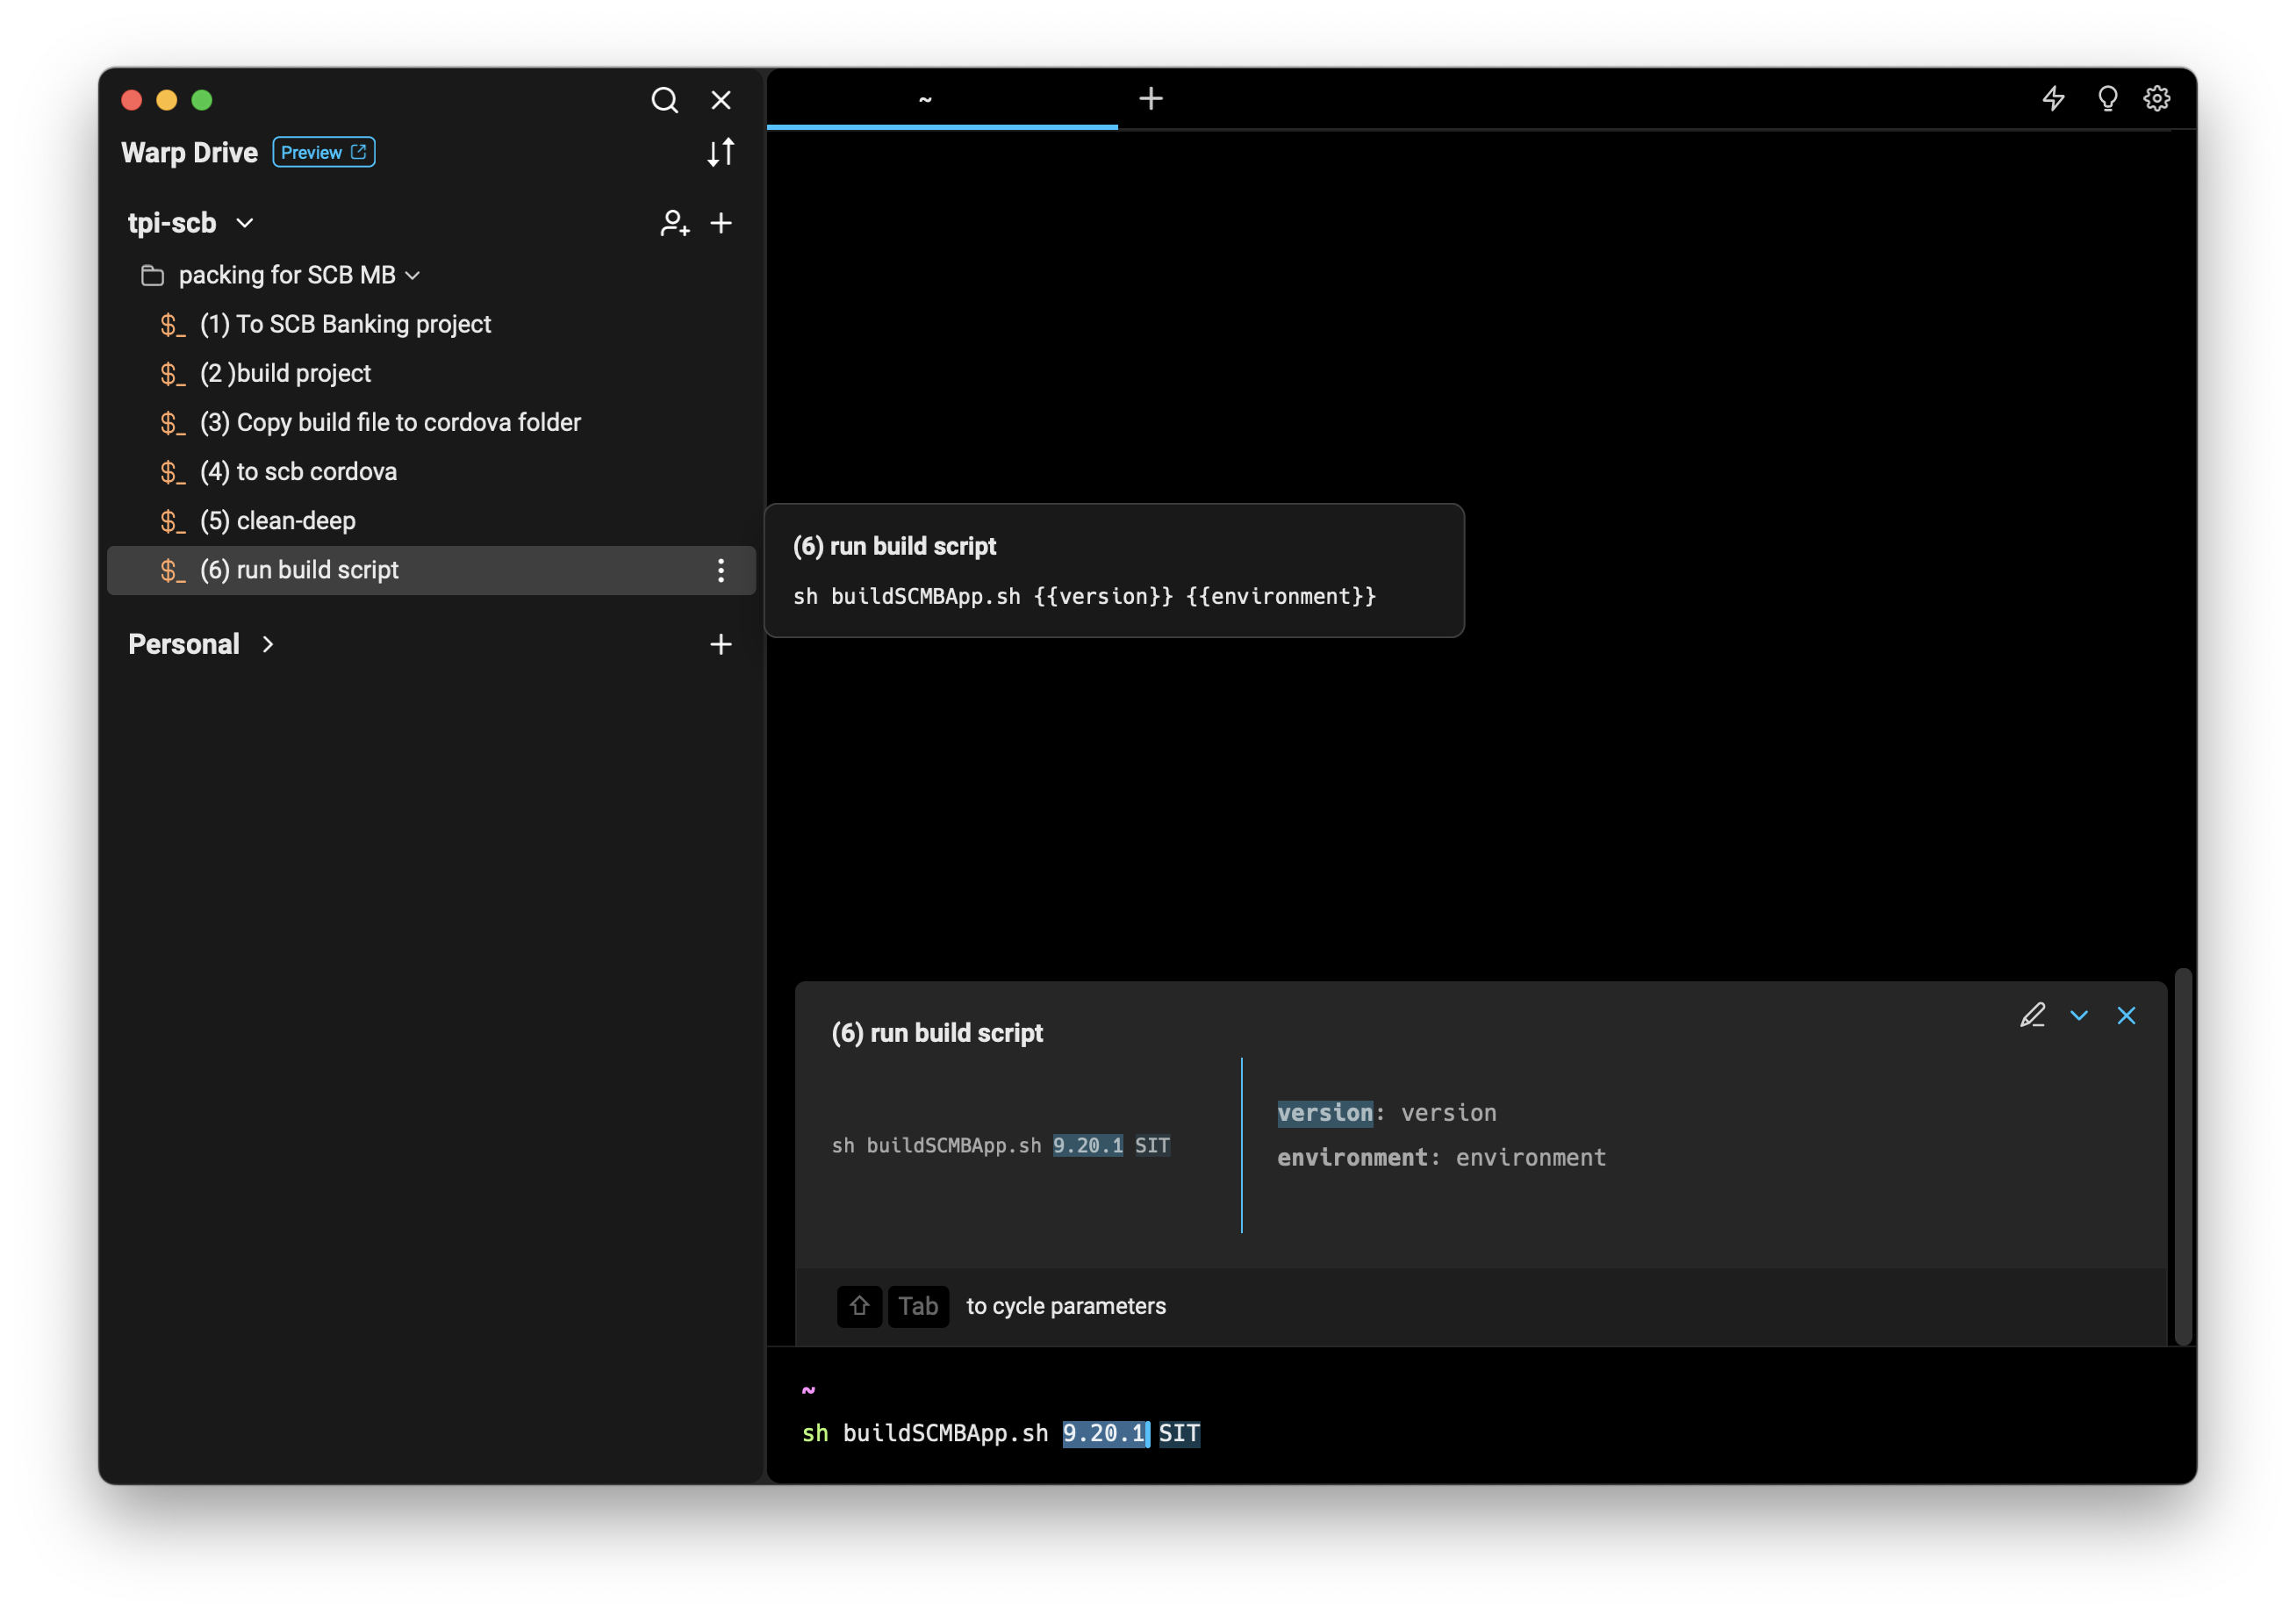 Warp Drive Preview
tpi-scb
packing for SCB MB
$_ (1) To SCB Banking project
$_ (2 )build project
$_ (3) Copy build file to cordova folder
$_ (4) to scb cordova
$_ (5) clean-deep
$_ (6) run build script
Personal
~
(6) run build script
sh buildSCMBApp.sh {{version}} {{environment}}
(6) run build script
sh buildSCMBApp.sh 9.20.1 SIT
version: version
environment: environment
Tab to cycle parameters
~
sh buildSCMBApp.sh 9.20.1 SIT